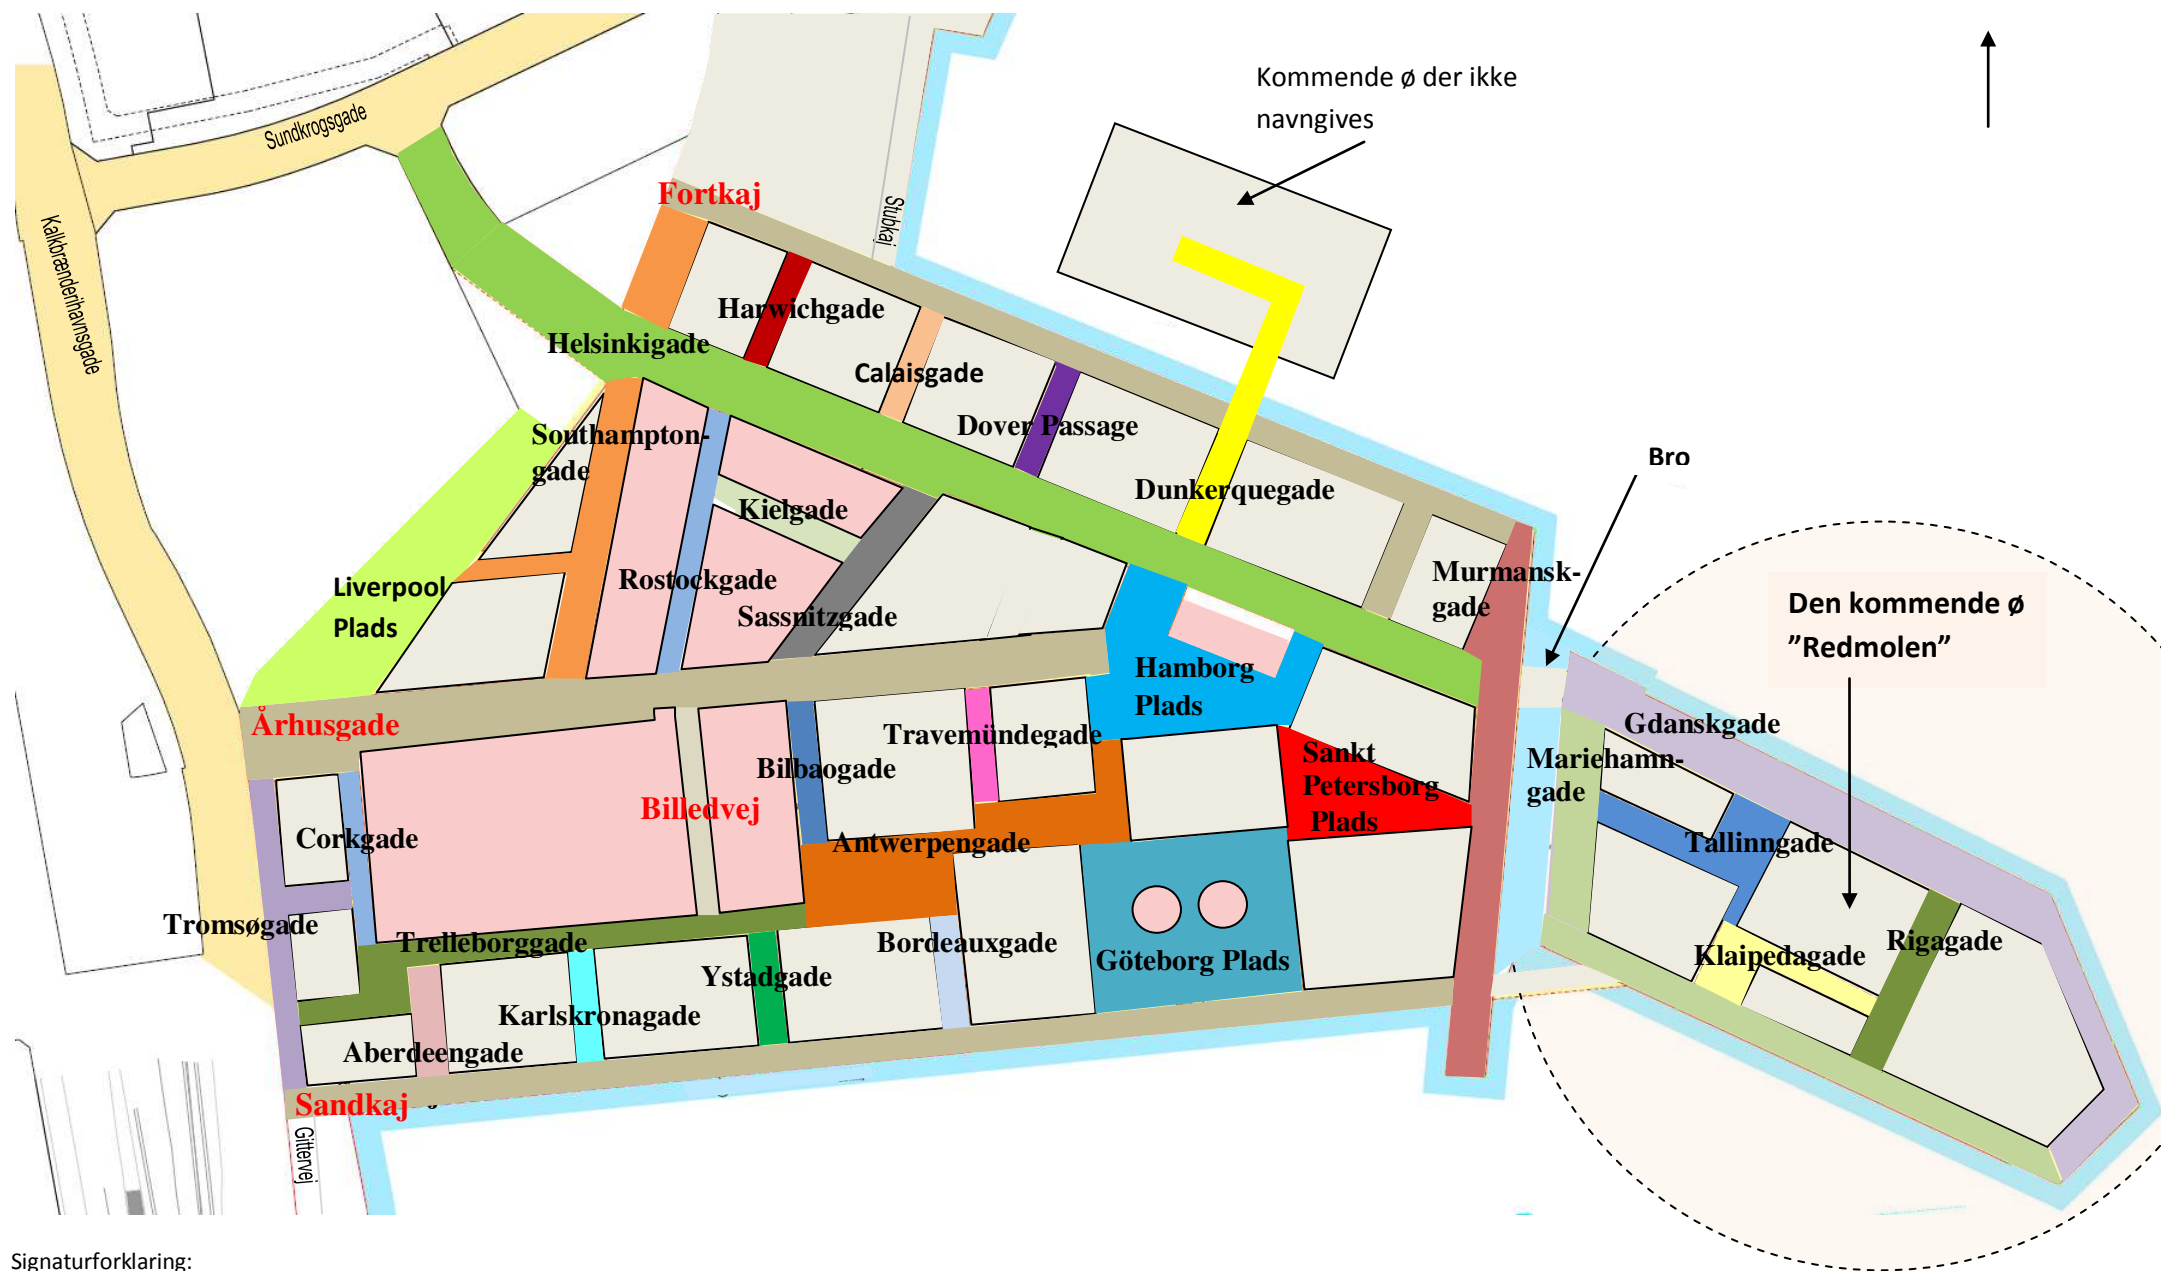 Kommende ø der ikke
navngives
Sundkrogsgade
Fortkaj
Stubkaj
Kalkbrænderihavnsgade
Harwichgade
Helsinkigade
Calaisgade
Dover Passage
Southampton-
gade
Bro
Dunkerquegade
Kielgade
Rostockgade
Liverpool
Plads
Sassnitzgade
Murmansk-
gade
Den kommende ø
”Redmolen”
Hamborg
Plads
Århusgade
Gdanskgade
Travemündegade
Bilbaogade
Sankt
Petersborg
Plads
Mariehamn-
gade
Billedvej
Corkgade
Antwerpengade
Tallinngade
Tromsøgade
Trelleborggade
Bordeauxgade
Göteborg Plads
Klaipedagade
Rigagade
Ystadgade
Karlskronagade
Aberdeengade
Sandkaj
Gittervej
Signaturforklaring: